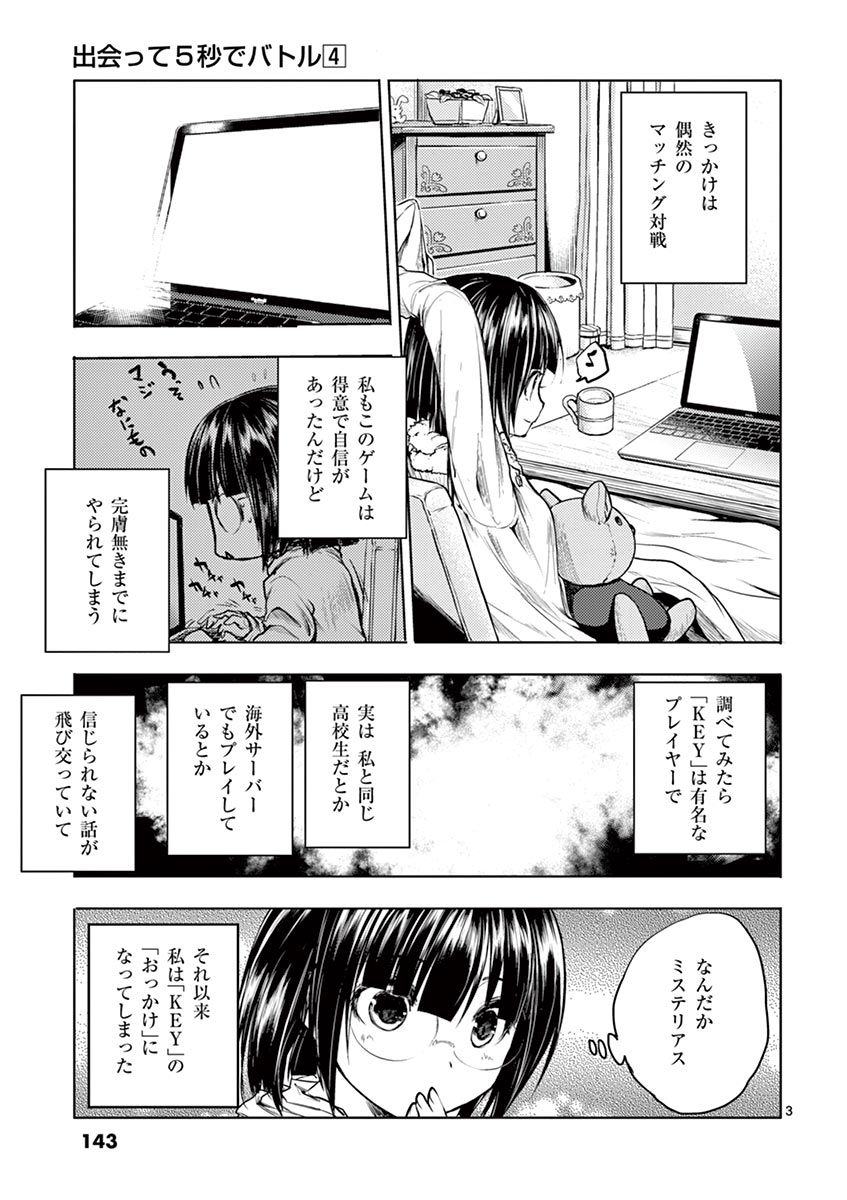 出会って5秒でバトル4
きっかけは
偶然の
マッチング対戦
♪
私もこのゲームは
得意で自信が
あったんだけど
うっそ
マジ
なにもの
完膚無きまでに
やられてしまう
調べてみたら
「KEY」は有名な
プレイヤーで
実は 私と同じ
高校生だとか
海外サーバー
でもプレイして
いるとか
信じられない話が
飛び交っていて
なんだか
ミステリアス
それ以来
私は「KEY」の
「おっかけ」に
なってしまった
3
143